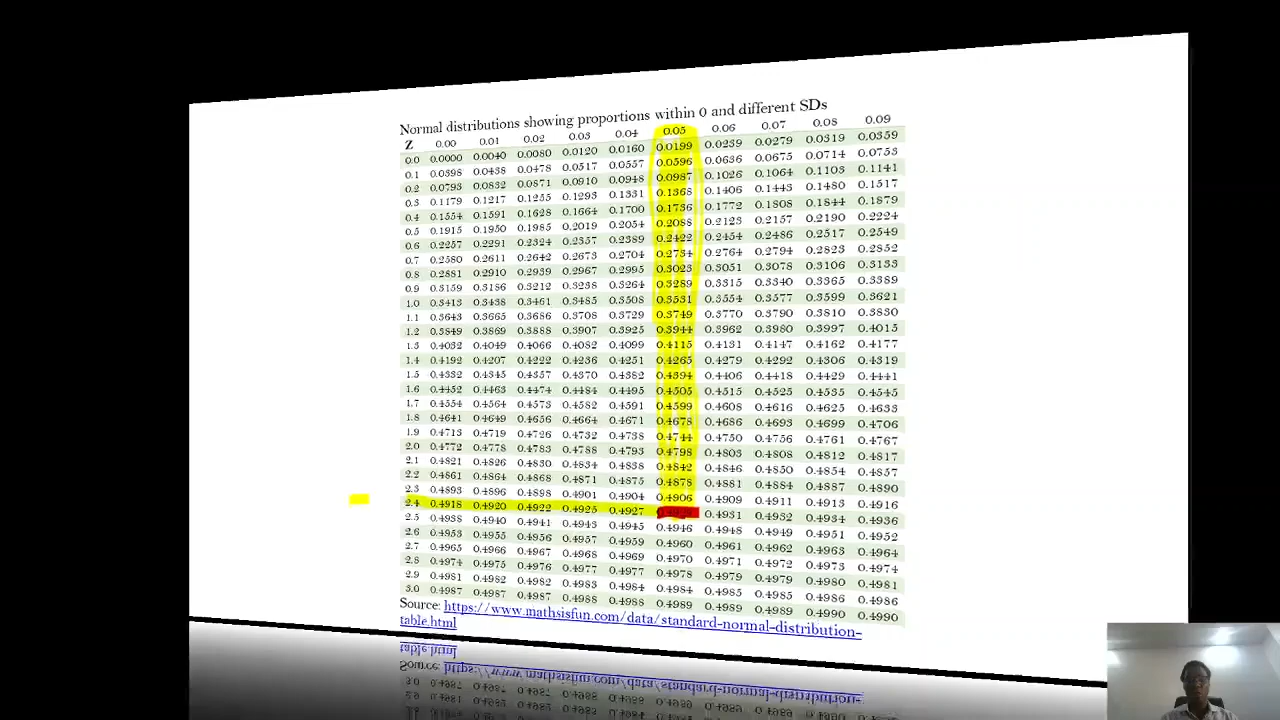 Normal distributions showing proportions within 0 and different SDs
Z 0.00 0.01 0.02 0.03 0.04 0.05 0.06 0.07 0.08 0.09
0.0 0.0000 0.0040 0.0080 0.0120 0.0160 0.0199 0.0239 0.0279 0.0319 0.0359
0.1 0.0398 0.0438 0.0478 0.0517 0.0557 0.0596 0.0636 0.0675 0.0714 0.0753
0.2 0.0793 0.0832 0.0871 0.0910 0.0948 0.0987 0.1026 0.1064 0.1103 0.1141
0.3 0.1179 0.1217 0.1255 0.1293 0.1331 0.1368 0.1406 0.1443 0.1480 0.1517
0.4 0.1554 0.1591 0.1628 0.1664 0.1700 0.1736 0.1772 0.1808 0.1844 0.1879
0.5 0.1915 0.1950 0.1985 0.2019 0.2054 0.2088 0.2123 0.2157 0.2190 0.2224
0.6 0.2257 0.2291 0.2324 0.2357 0.2389 0.2422 0.2454 0.2486 0.2517 0.2549
0.7 0.2580 0.2611 0.2642 0.2673 0.2704 0.2734 0.2764 0.2794 0.2823 0.2852
0.8 0.2881 0.2910 0.2939 0.2967 0.2995 0.3023 0.3051 0.3078 0.3106 0.3133
0.9 0.3159 0.3186 0.3212 0.3238 0.3264 0.3289 0.3315 0.3340 0.3365 0.3389
1.0 0.3413 0.3438 0.3461 0.3485 0.3508 0.3531 0.3554 0.3577 0.3599 0.3621
1.1 0.3643 0.3665 0.3686 0.3708 0.3729 0.3749 0.3770 0.3790 0.3810 0.3830
1.2 0.3849 0.3869 0.3888 0.3907 0.3925 0.3944 0.3962 0.3980 0.3997 0.4015
1.3 0.4032 0.4049 0.4066 0.4082 0.4099 0.4115 0.4131 0.4147 0.4162 0.4177
1.4 0.4192 0.4207 0.4222 0.4236 0.4251 0.4265 0.4279 0.4292 0.4306 0.4319
1.5 0.4332 0.4345 0.4357 0.4370 0.4382 0.4394 0.4406 0.4418 0.4429 0.4441
1.6 0.4452 0.4463 0.4474 0.4484 0.4495 0.4505 0.4515 0.4525 0.4535 0.4545
1.7 0.4554 0.4564 0.4573 0.4582 0.4591 0.4599 0.4608 0.4616 0.4625 0.4633
1.8 0.4641 0.4649 0.4656 0.4664 0.4671 0.4678 0.4686 0.4693 0.4699 0.4706
1.9 0.4713 0.4719 0.4726 0.4732 0.4738 0.4744 0.4750 0.4756 0.4761 0.4767
2.0 0.4772 0.4778 0.4783 0.4788 0.4793 0.4798 0.4803 0.4808 0.4812 0.4817
2.1 0.4821 0.4826 0.4830 0.4834 0.4838 0.4842 0.4846 0.4850 0.4854 0.4857
2.2 0.4861 0.4864 0.4868 0.4871 0.4875 0.4878 0.4881 0.4884 0.4887 0.4890
2.3 0.4893 0.4896 0.4898 0.4901 0.4904 0.4906 0.4909 0.4911 0.4913 0.4916
2.4 0.4918 0.4920 0.4922 0.4925 0.4927 0.4931 0.4932 0.4934 0.4936
2.5 0.4938 0.4940 0.4941 0.4943 0.4945 0.4946 0.4948 0.4949 0.4951 0.4952
2.6 0.4953 0.4955 0.4956 0.4957 0.4959 0.4960 0.4961 0.4962 0.4963 0.4964
2.7 0.4965 0.4966 0.4967 0.4968 0.4969 0.4970 0.4971 0.4972 0.4973 0.4974
2.8 0.4974 0.4975 0.4976 0.4977 0.4977 0.4978 0.4979 0.4979 0.4980 0.4981
2.9 0.4981 0.4982 0.4982 0.4983 0.4984 0.4984 0.4985 0.4985 0.4986 0.4986
3.0 0.4987 0.4987 0.4987 0.4988 0.4988 0.4989 0.4989 0.4989 0.4990 0.4990
Source: https://www.mathsisfun.com/data/standard-normal-distribution-
table.html